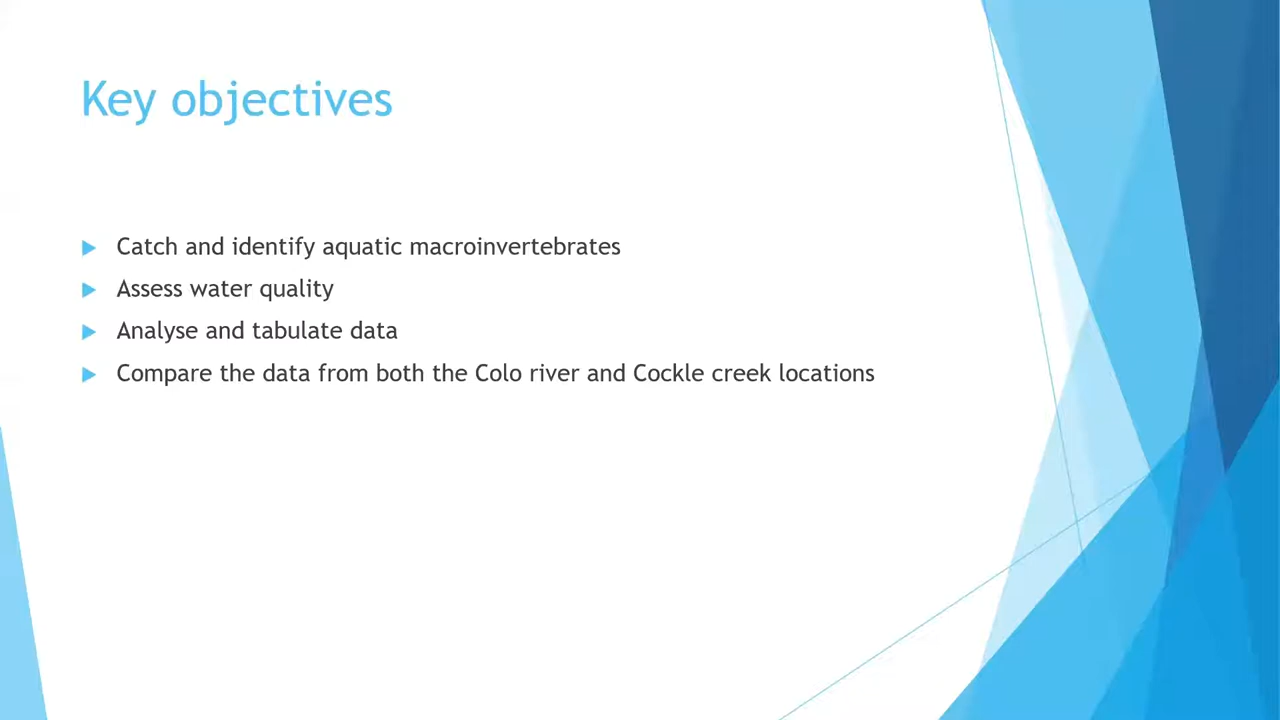 Key objectives
Catch and identify aquatic macroinvertebrates
Assess water quality
Analyse and tabulate data
Compare the data from both the Colo river and Cockle creek locations